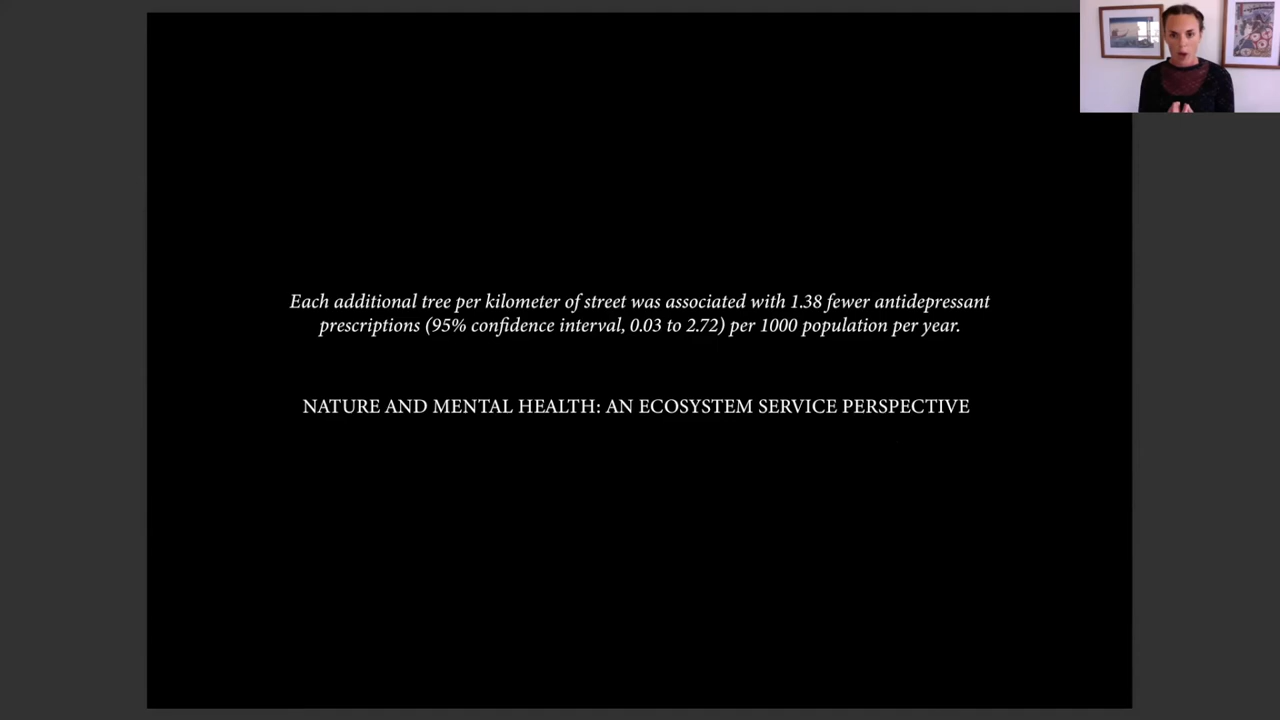 Each additional tree per kilometer of street was associated with 1.38 fewer antidepressant
prescriptions (95% confidence interval, 0.03 to 2.72) per 1000 population per year.
NATURE AND MENTAL HEALTH: AN ECOSYSTEM SERVICE PERSPECTIVE